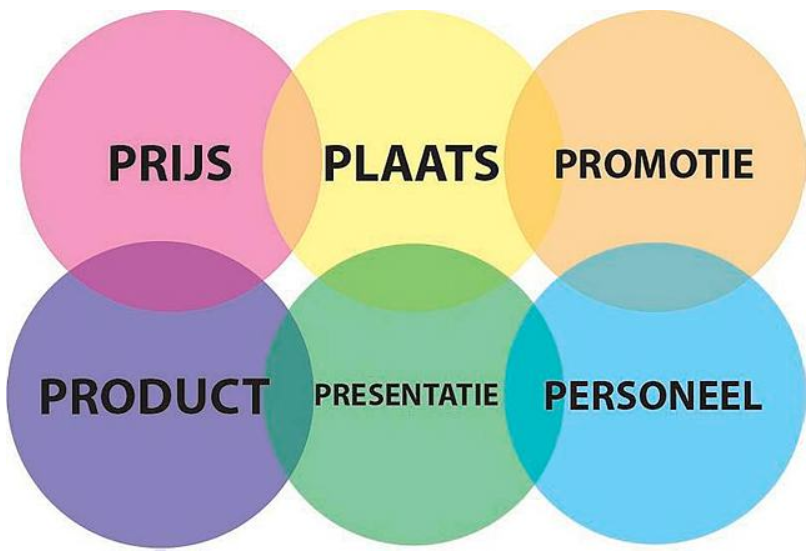 PRIJS
PLAATS
PROMOTIE
PRODUCT
PRESENTATIE
PERSONEEL